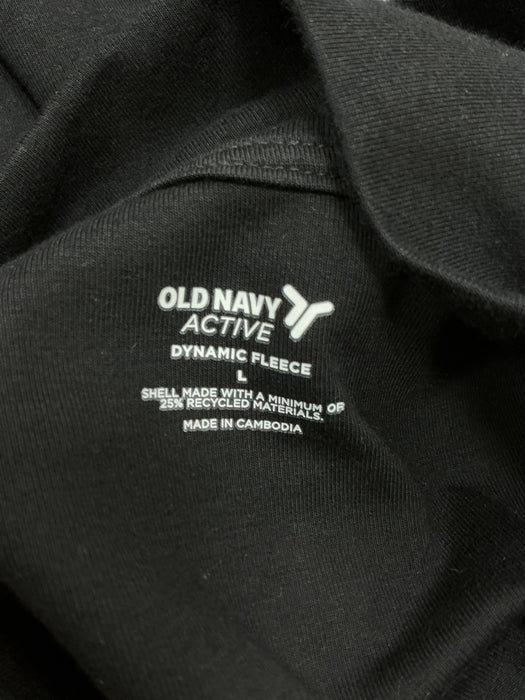 OLD NAVY
ACTIVE
DYNAMIC FLEECE
L
SHELL MADE WITH A MINIMUM OF
25% RECYCLED MATERIALS.
MADE IN CAMBODIA